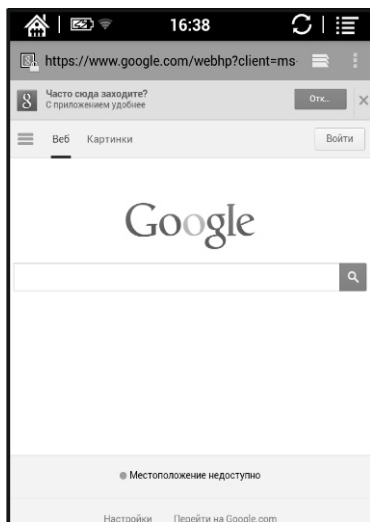 16:38
https://www.google.com/webhp?client=ms-
8
Часто сюда заходите?
С приложением удобнее
Отк...
Веб Картинки
Войти
Google
Местоположение недоступно
Настройки Перейти на Google.com